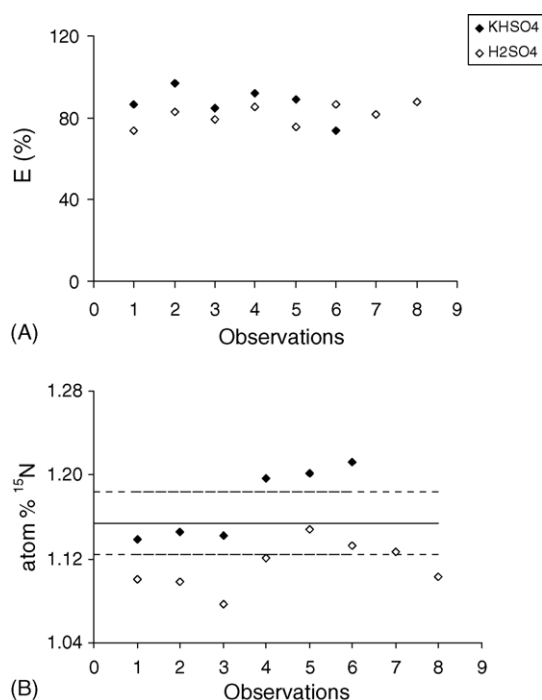 KHSO4
H2SO4
120
80
40
0
E (%)
0 1 2 3 4 5 6 7 8 9
(A)
Observations
1.28
1.20
1.12
1.04
atom % ¹⁵N
0 1 2 3 4 5 6 7 8 9
(B)
Observations